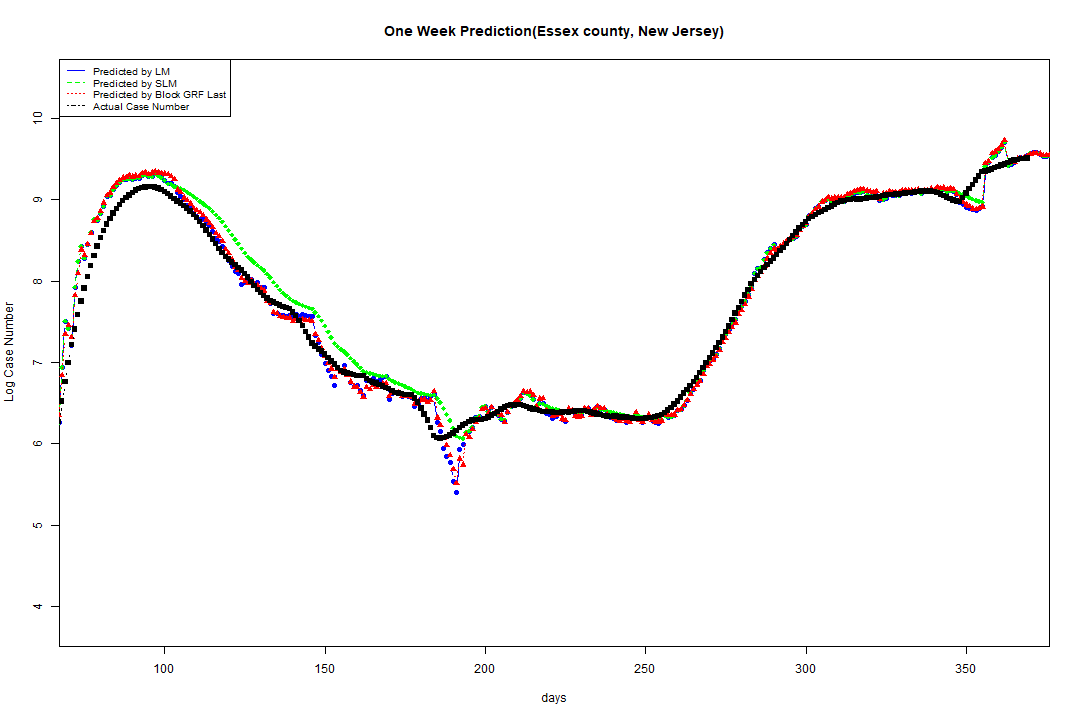 One Week Prediction(Essex county, New Jersey)
Predicted by LM
Predicted by SLM
Predicted by Block GRF Last
Actual Case Number
Log Case Number
10
9
8
7
6
5
4
100 150 200 250 300 350
days